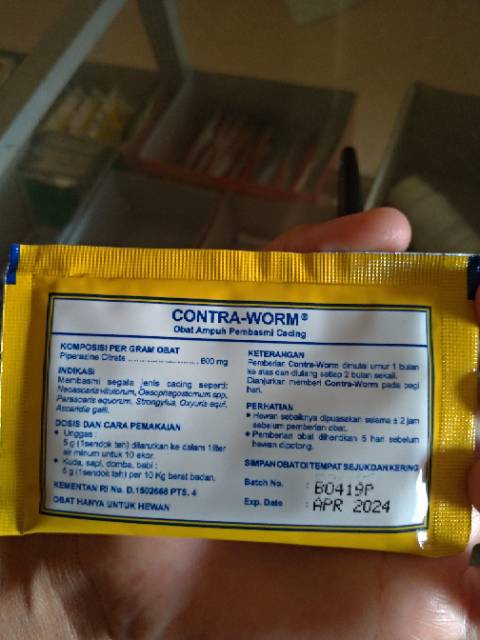 CONTRA-WORM®
Obat Ampuh Pembasmi Cacing
KOMPOSISI PER GRAM OBAT
Piperazine Citrate ........................ 600 mg
INDIKASI
Membasmi segala jenis cacing seperti:
Neoascaris vitulorum, Oesophagostomum spp,
Parascaris equorum, Strongylus, Oxyuris equi,
Ascaridia galli.
DOSIS DAN CARA PEMAKAIAN
• Unggas :
5 g (1sendok teh) dilarutkan ke dalam 1liter
air minum untuk 10 ekor.
• Kuda, sapi, domba, babi :
5 g (1sendok teh) per 10 Kg berat badan.
KEMENTAN RI No. D.1502668 PTS. 4
OBAT HANYA UNTUK HEWAN
KETERANGAN
Pemberian Contra-Worm dimulai umur 1 bulan
ke atas dan diulang setiap 2 bulan sekali.
Dianjurkan memberi Contra-Worm pada pagi
hari.
PERHATIAN
• Hewan sebaiknya dipuasakan selama ± 2 jam
sebelum pemberian obat.
• Pemberian obat dihentikan 5 hari sebelum
hewan dipotong.
SIMPAN OBAT DI TEMPAT SEJUK DAN KERING
Batch No. : B0419P
Exp. Date : APR 2024